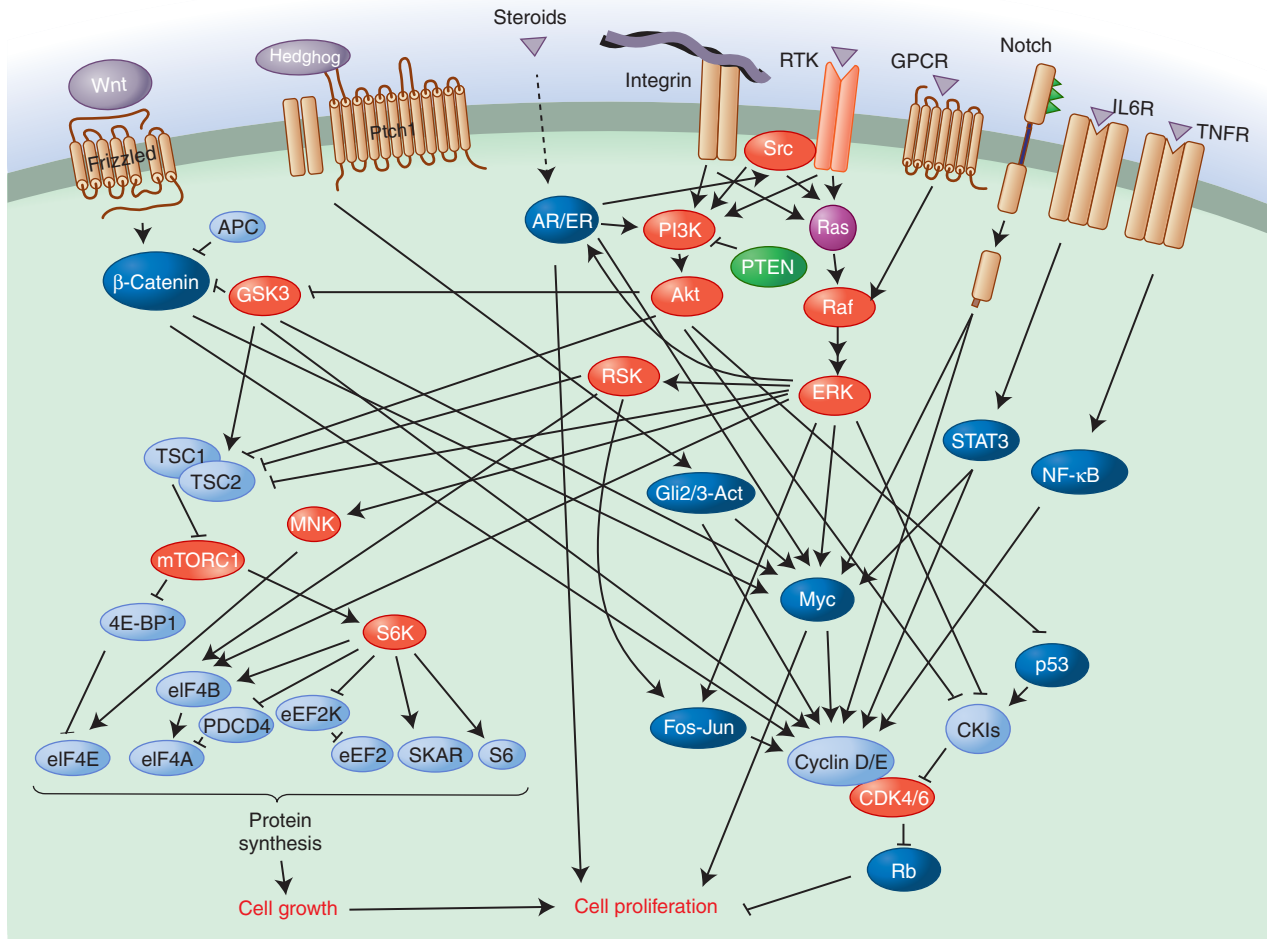 Steroids
Wnt
Hedghog
Integrin
RTK
GPCR
Notch
IL6R
TNFR
Frizzled
Ptch1
Src
APC
AR/ER
PI3K
Ras
PTEN
β-Catenin
GSK3
Akt
Raf
RSK
ERK
TSC1
TSC2
STAT3
NF-κB
Gli2/3-Act
MNK
mTORC1
Myc
4E-BP1
S6K
p53
eIF4B
PDCD4
eEF2K
Fos-Jun
CKIs
eIF4E
eIF4A
eEF2
SKAR
S6
Cyclin D/E
CDK4/6
Protein
synthesis
Rb
Cell growth
Cell proliferation